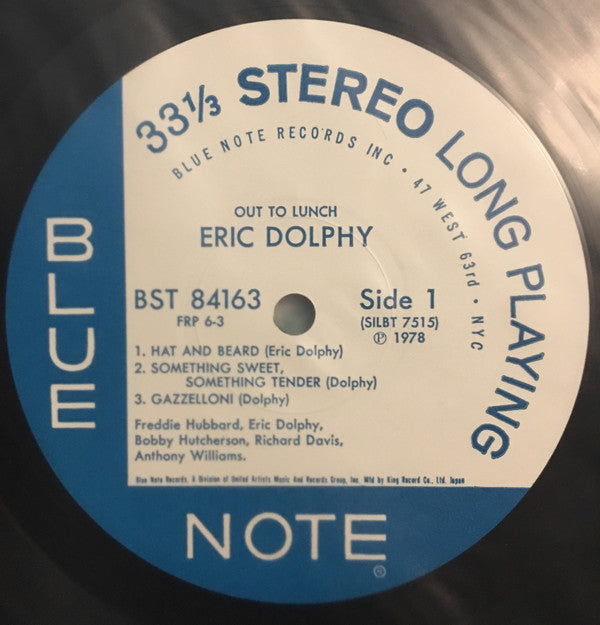 33⅓ STEREO LONG PLAYING
BLUE NOTE RECORDS INC • 47 WEST 63rd • NYC
OUT TO LUNCH
ERIC DOLPHY
BST 84163
FRP 6-3
Side 1
(SILBT 7515)
℗ 1978
1. HAT AND BEARD (Eric Dolphy)
2. SOMETHING SWEET,
SOMETHING TENDER (Dolphy)
3. GAZZELLONI (Dolphy)
Freddie Hubbard, Eric Dolphy,
Bobby Hutcherson, Richard Davis,
Anthony Williams.
Blue Note Records, A Division of United Artists Music And Records Group, Inc. Mfd by King Record Co., Ltd. Japan
BLUE
NOTE®